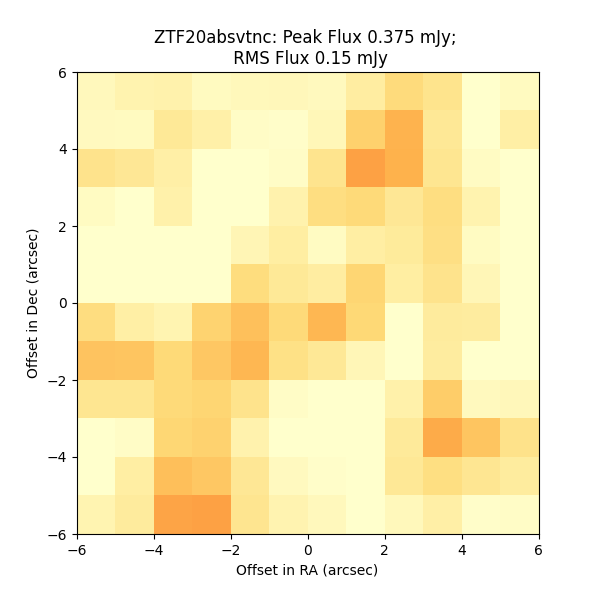 ZTF20absvtnc: Peak Flux 0.375 mJy;
RMS Flux 0.15 mJy
6
4
2
0
−2
−4
−6
Offset in Dec (arcsec)
−6 −4 −2 0 2 4 6
Offset in RA (arcsec)